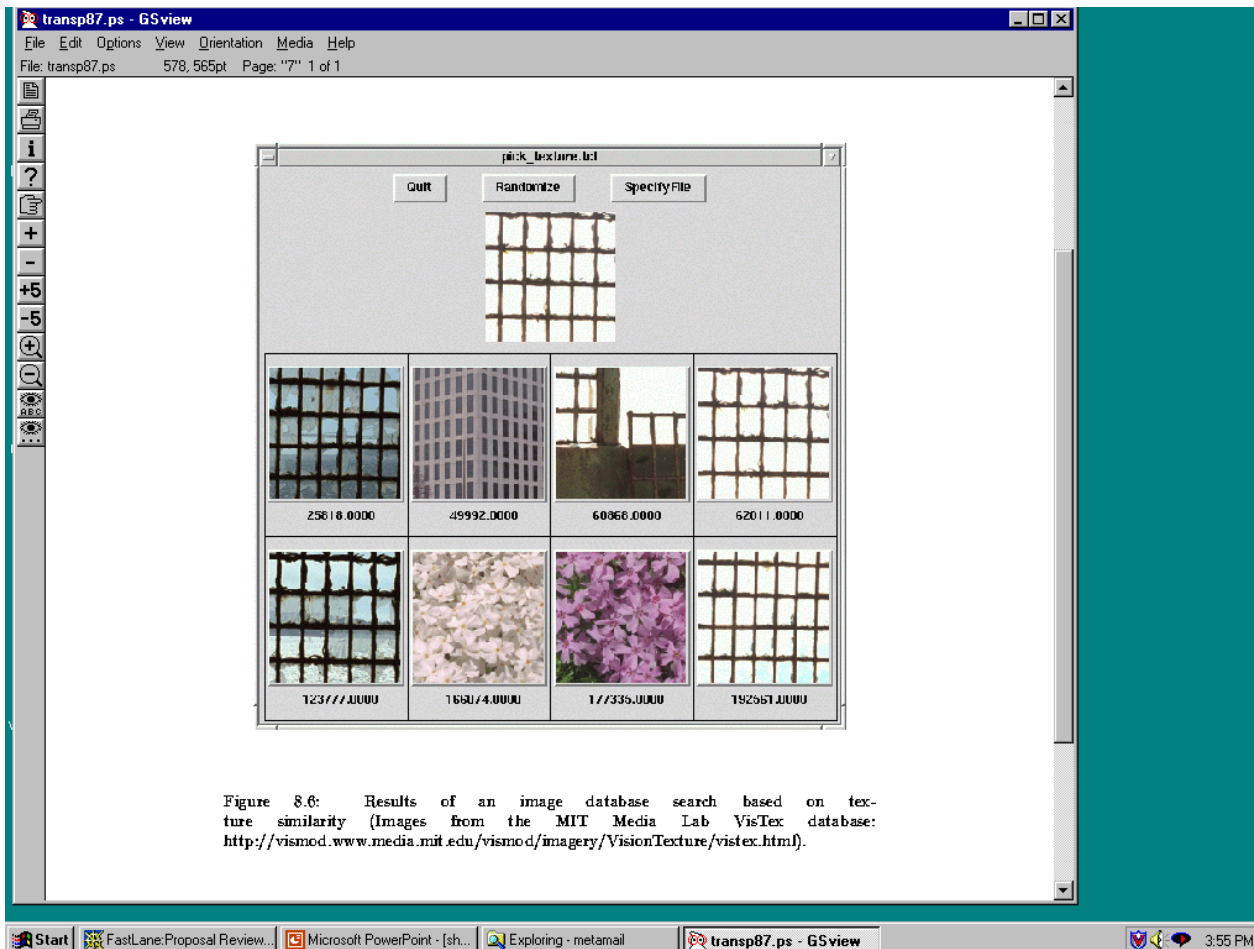 transp87.ps - GSview
File Edit Options View Orientation Media Help
File: transp87.ps 578, 565pt Page: "7" 1 of 1
i
?
+
-
+5
-5
ABC
pick_texture.tcl
Quit Randomize Specify File
25818.0000 49992.0000 60868.0000 62011.0000
123777.0000 166074.0000 177335.0000 192561.0000
Figure 8.6: Results of an image database search based on tex-
ture similarity (Images from the MIT Media Lab VisTex database:
http://vismod.www.media.mit.edu/vismod/imagery/VisionTexture/vistex.html).
Start FastLane:Proposal Review... Microsoft PowerPoint - [sh... Exploring - metamail transp87.ps - GSview 3:55 PM